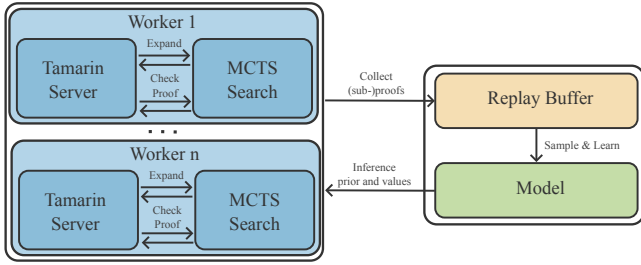 Worker 1
Tamarin
Server
Expand
Check
Proof
MCTS
Search
. . .
Worker n
Tamarin
Server
Expand
Check
Proof
MCTS
Search
Collect
(sub-)proofs
Inference
prior and values
Replay Buffer
Sample & Learn
Model